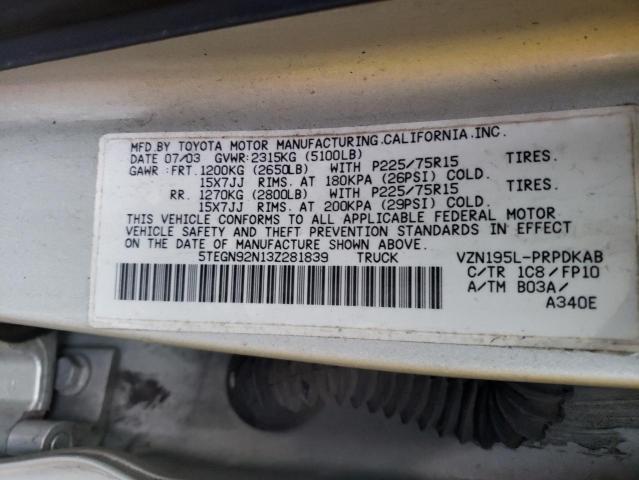 MFD.BY TOYOTA MOTOR MANUFACTURING.CALIFORNIA.INC.
DATE 07/03 GVWR:2315KG (5100LB)
GAWR :FRT.1200KG (2650LB) WITH P225/75R15 TIRES.
15X7JJ RIMS. AT 180KPA (26PSI) COLD.
RR. 1270KG (2800LB) WITH P225/75R15 TIRES.
15X7JJ RIMS. AT 200KPA (29PSI) COLD.
THIS VEHICLE CONFORMS TO ALL APPLICABLE FEDERAL MOTOR
VEHICLE SAFETY AND THEFT PREVENTION STANDARDS IN EFFECT
ON THE DATE OF MANUFACTURE SHOWN ABOVE.
5TEGN92N13Z281839 TRUCK VZN195L-PRPDKAB
C/TR 1C8/FP10
A/TM B03A/
A340E